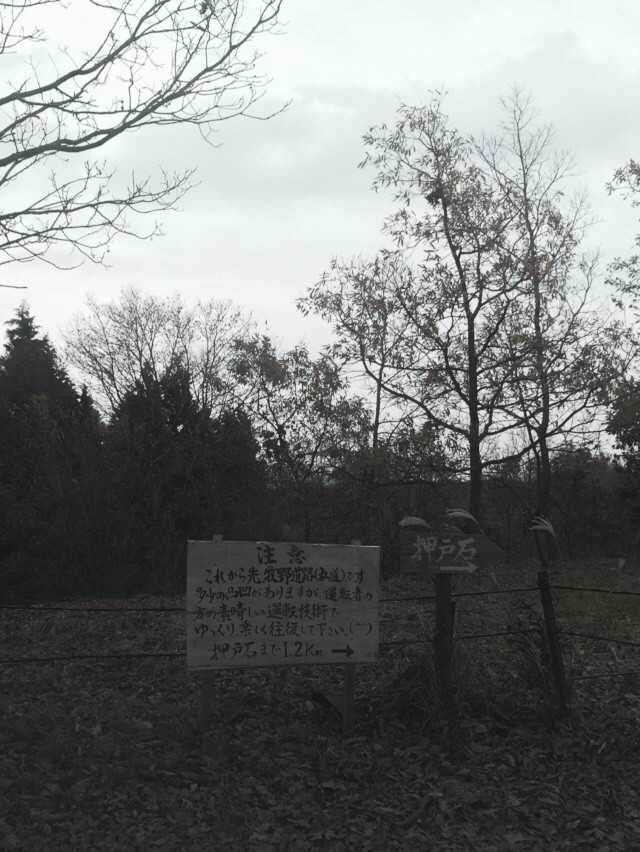 注意
これから先、牧野道路(私道)です
多少の凸凹がありますが、運転者の
方の素晴しい運転技術で
ゆっくり、楽しく往復して下さい。(^^)
押戸石まで1.2Km →
押戸石
→